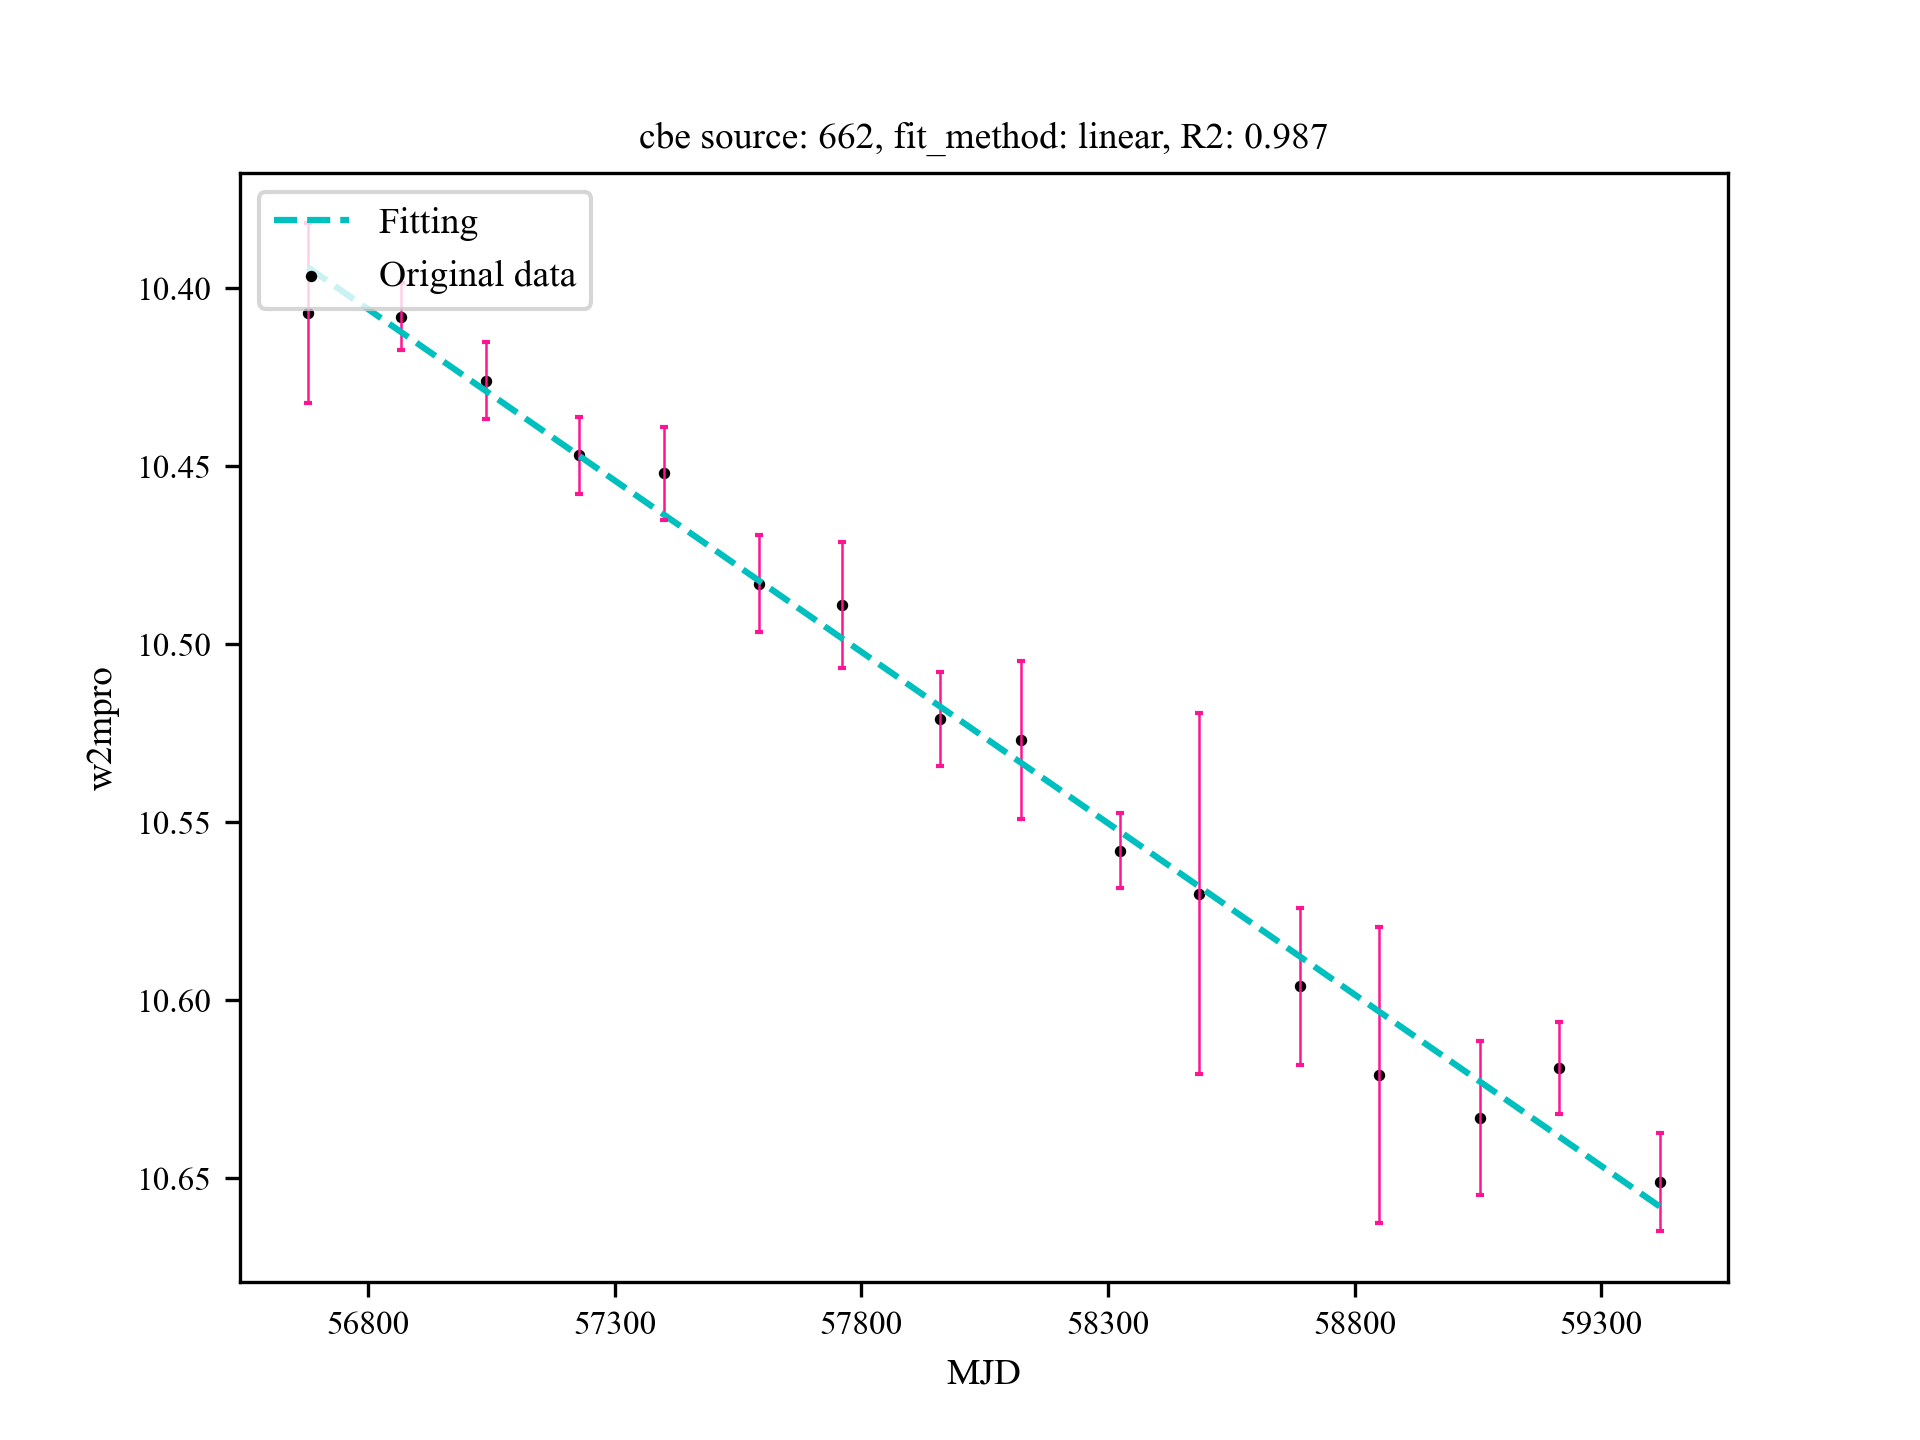 cbe source: 662, fit_method: linear, R2: 0.987
Fitting
Original data
10.40
10.45
10.50
10.55
10.60
10.65
w2mpro
56800 57300 57800 58300 58800 59300
MJD